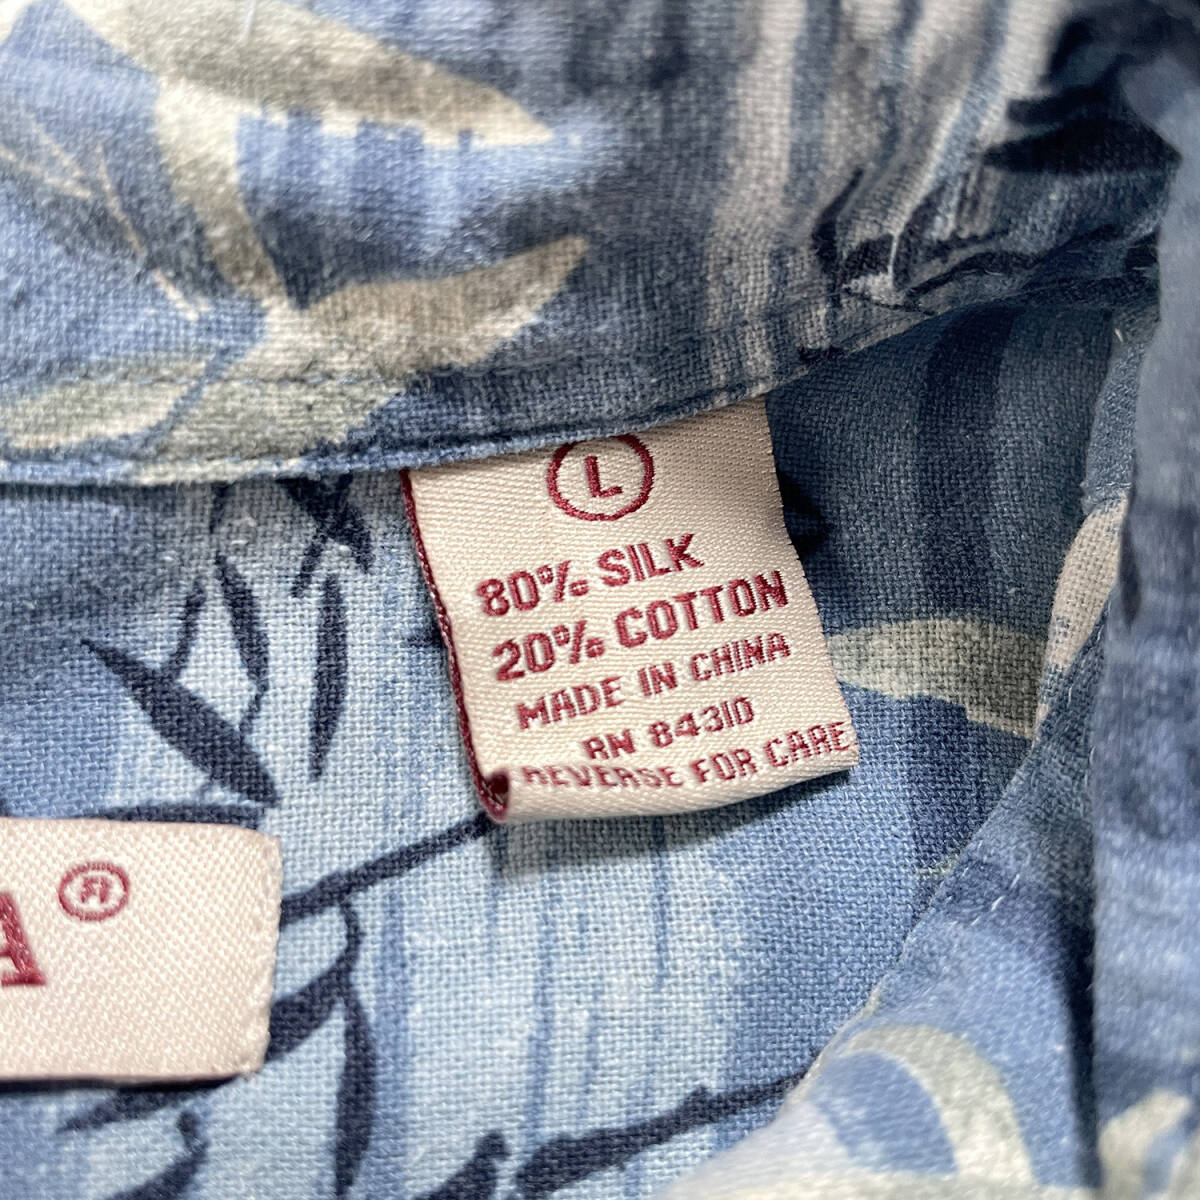 L
80% SILK
20% COTTON
MADE IN CHINA
RN 84310
REVERSE FOR CARE
®